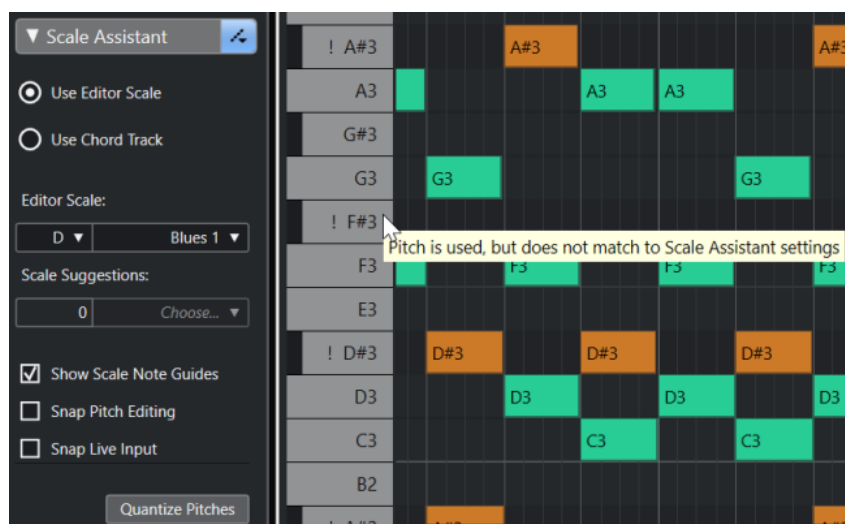 ▼ Scale Assistant
Use Editor Scale
Use Chord Track
Editor Scale:
D ▼ Blues 1 ▼
Scale Suggestions:
0 Choose... ▼
Show Scale Note Guides
Snap Pitch Editing
Snap Live Input
Quantize Pitches
! A#3 A#3
A3 A3 A3
G#3
G3 G3 G3
! F#3
Pitch is used, but does not match to Scale Assistant settings
F3 F3 F3 F3
E3
! D#3 D#3 D#3 D#3
D3 D3 D3 D3
C3 C3 C3
B2